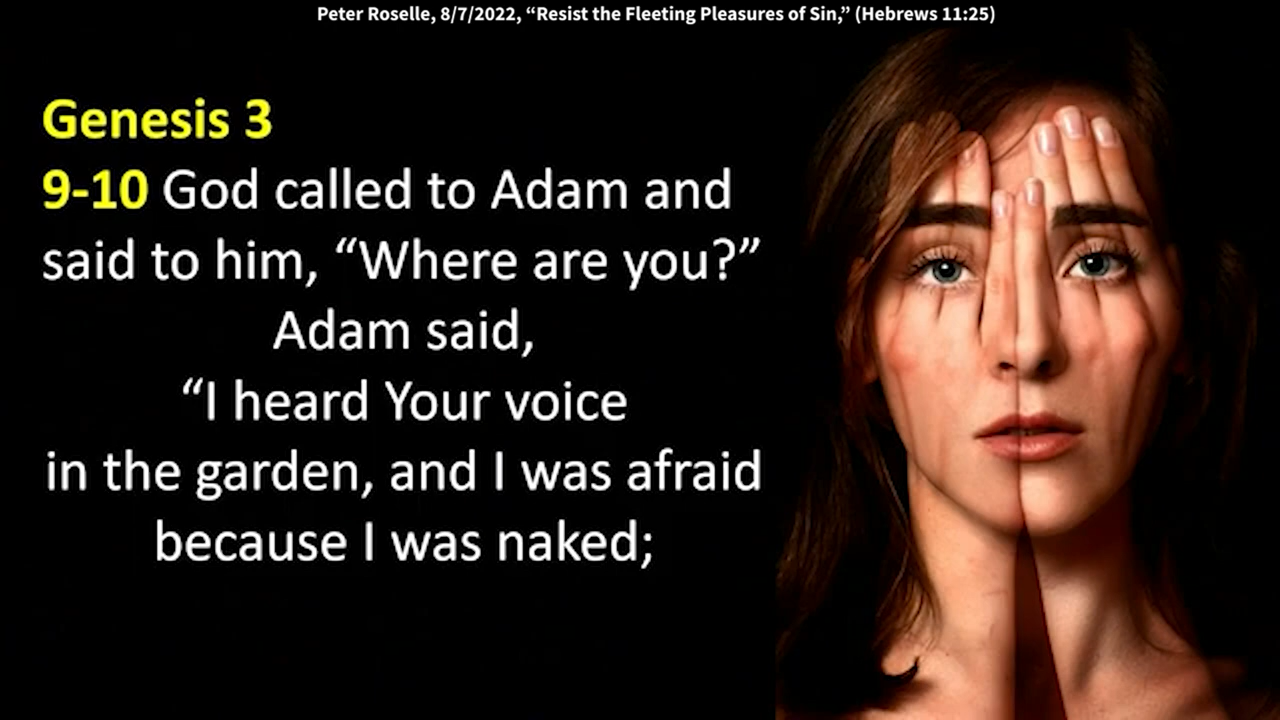 Peter Roselle, 8/7/2022, “Resist the Fleeting Pleasures of Sin,” (Hebrews 11:25)
Genesis 3
9-10 God called to Adam and
said to him, “Where are you?”
Adam said,
“I heard Your voice
in the garden, and I was afraid
because I was naked;